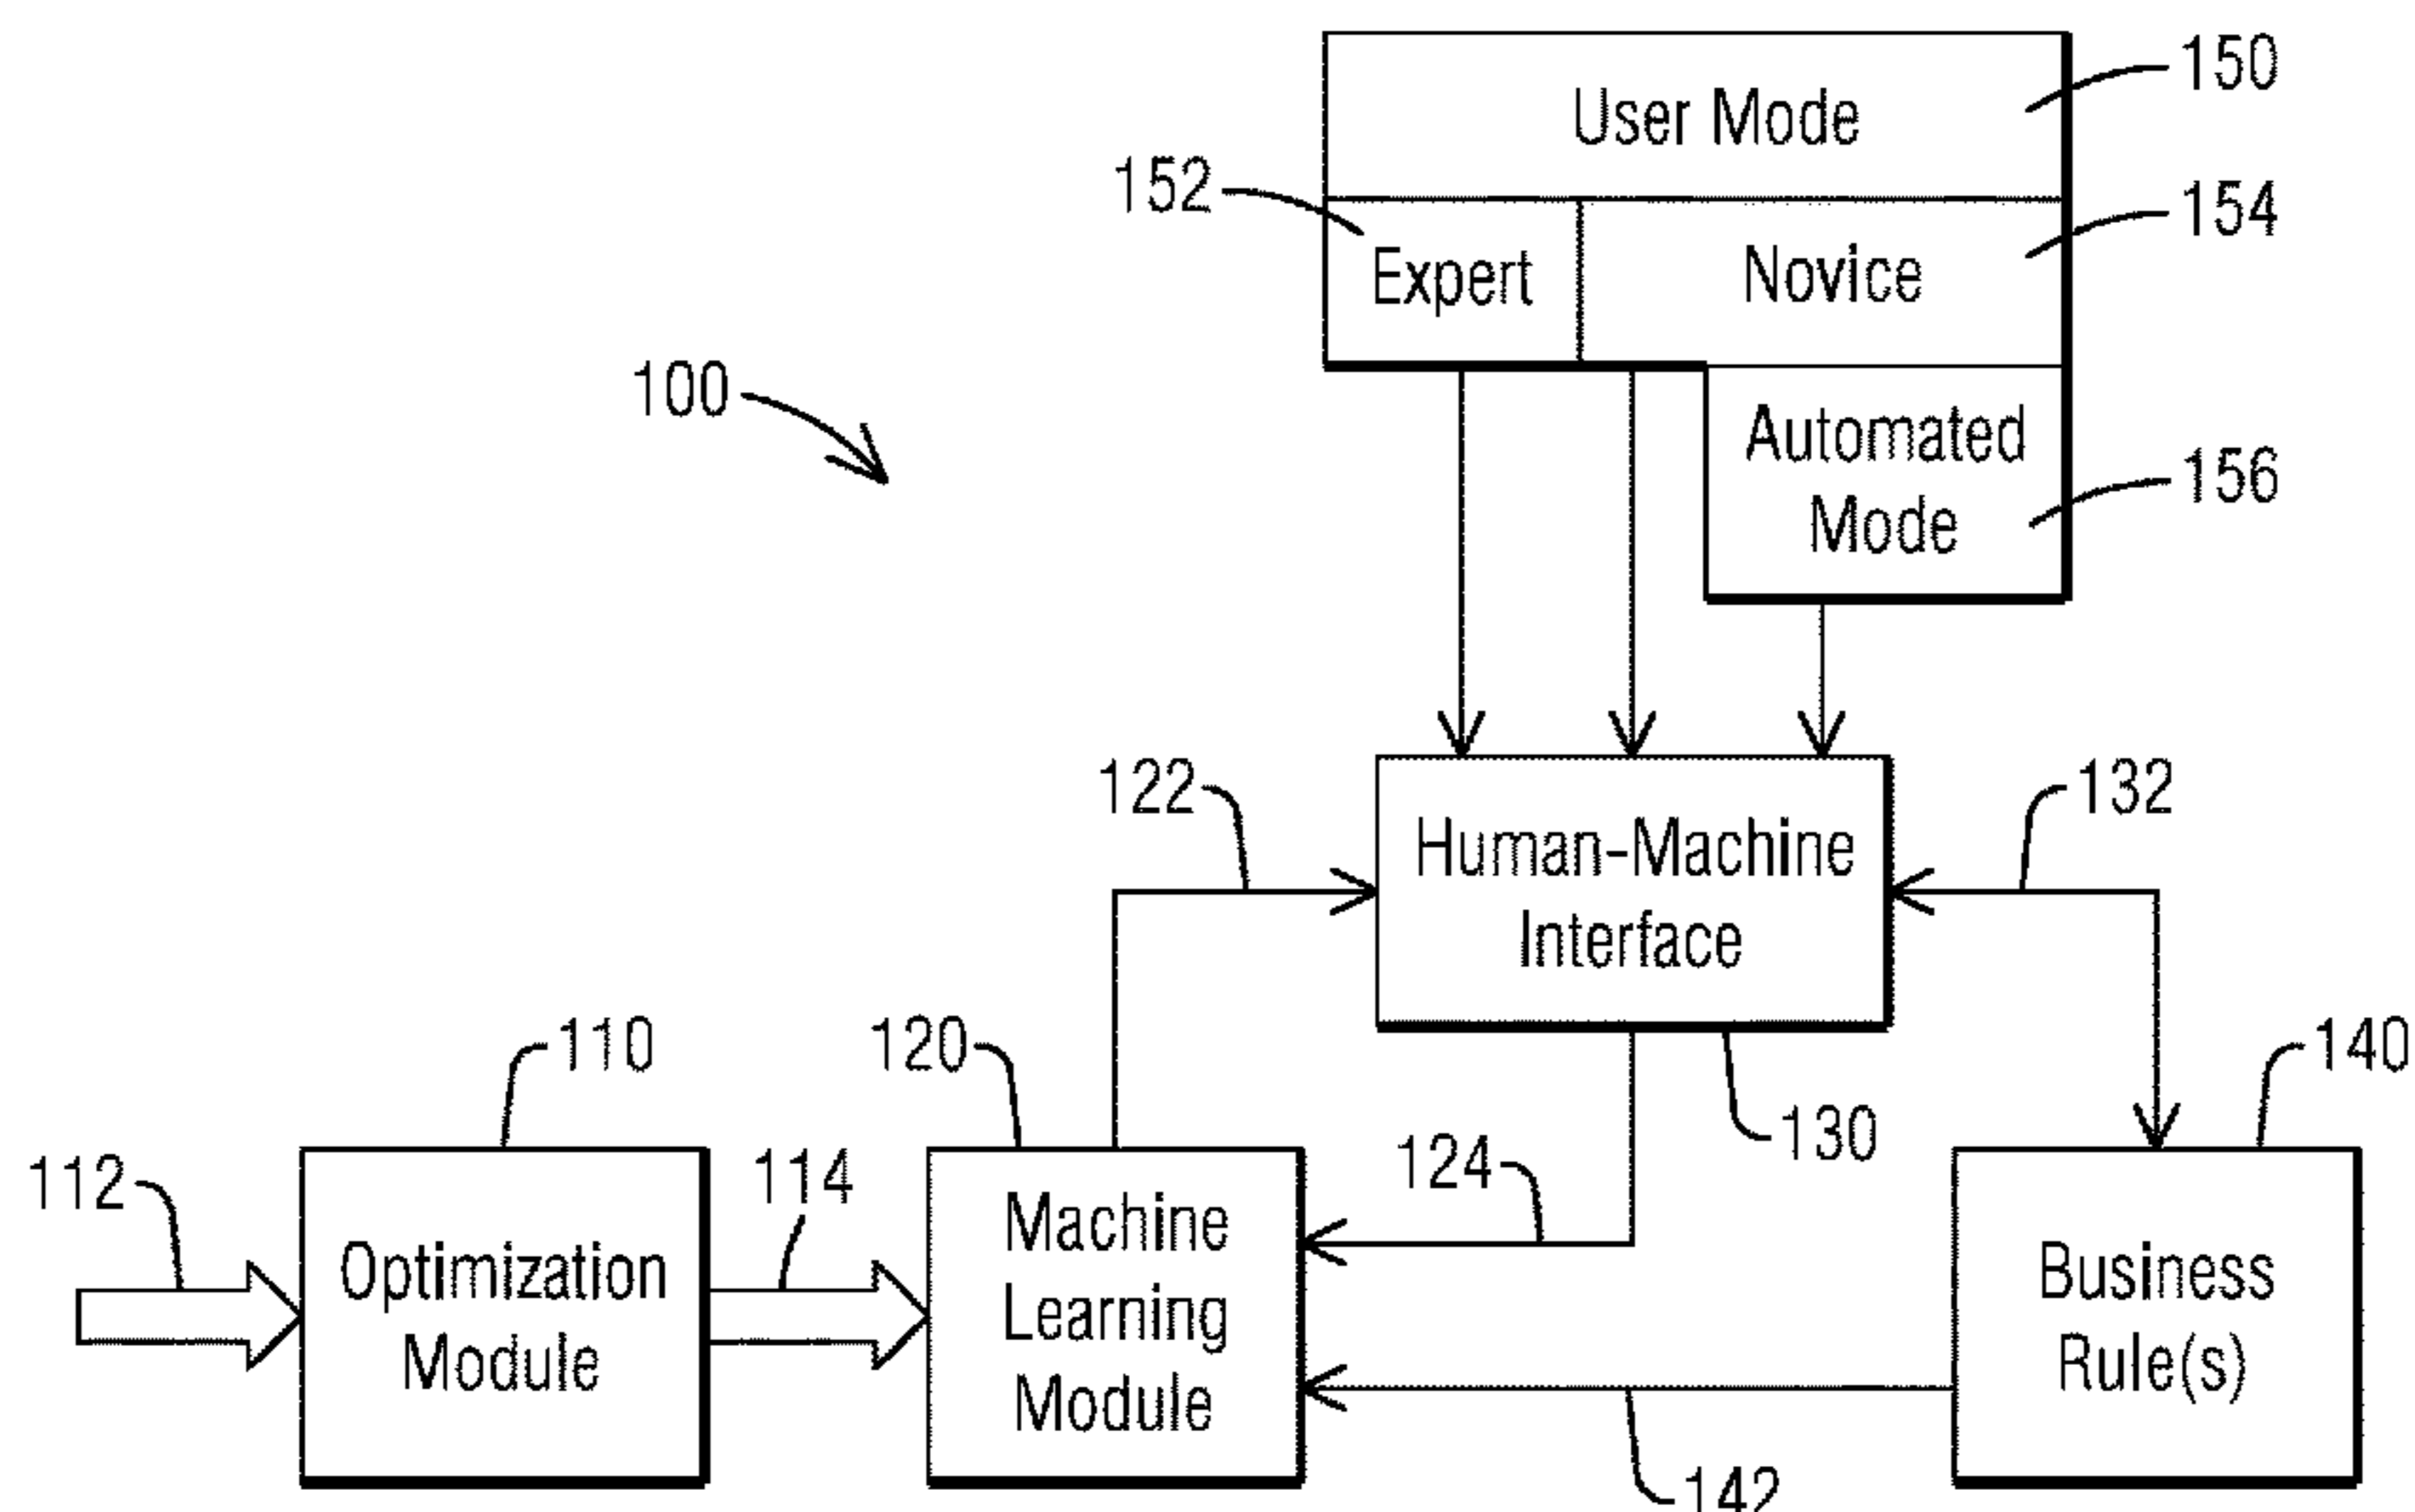 150
User Mode
152
154
Expert
Novice
100
Automated
Mode
156
122
132
Human-Machine
Interface
110
120
140
130
124
112
114
Machine
Learning
Module
Optimization
Module
Business
Rule(s)
142